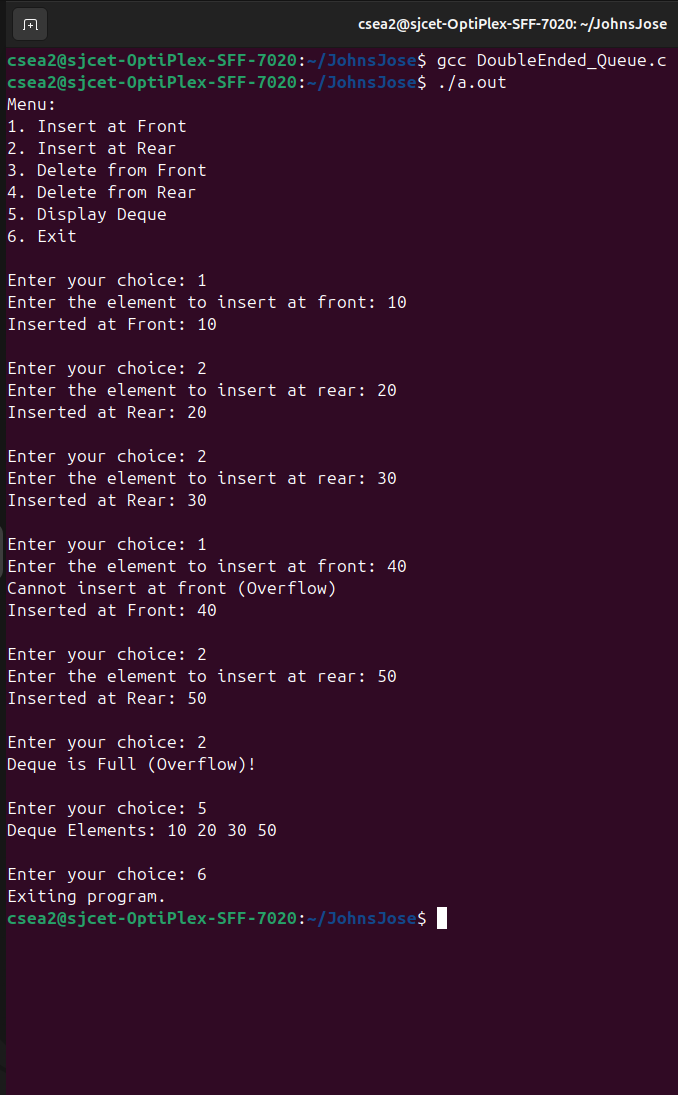 csea2@sjcet-OptiPlex-SFF-7020: ~/JohnsJose
csea2@sjcet-OptiPlex-SFF-7020:~/JohnsJose$ gcc DoubleEnded_Queue.c
csea2@sjcet-OptiPlex-SFF-7020:~/JohnsJose$ ./a.out
Menu:
1. Insert at Front
2. Insert at Rear
3. Delete from Front
4. Delete from Rear
5. Display Deque
6. Exit
Enter your choice: 1
Enter the element to insert at front: 10
Inserted at Front: 10
Enter your choice: 2
Enter the element to insert at rear: 20
Inserted at Rear: 20
Enter your choice: 2
Enter the element to insert at rear: 30
Inserted at Rear: 30
Enter your choice: 1
Enter the element to insert at front: 40
Cannot insert at front (Overflow)
Inserted at Front: 40
Enter your choice: 2
Enter the element to insert at rear: 50
Inserted at Rear: 50
Enter your choice: 2
Deque is Full (Overflow)!
Enter your choice: 5
Deque Elements: 10 20 30 50
Enter your choice: 6
Exiting program.
csea2@sjcet-OptiPlex-SFF-7020:~/JohnsJose$